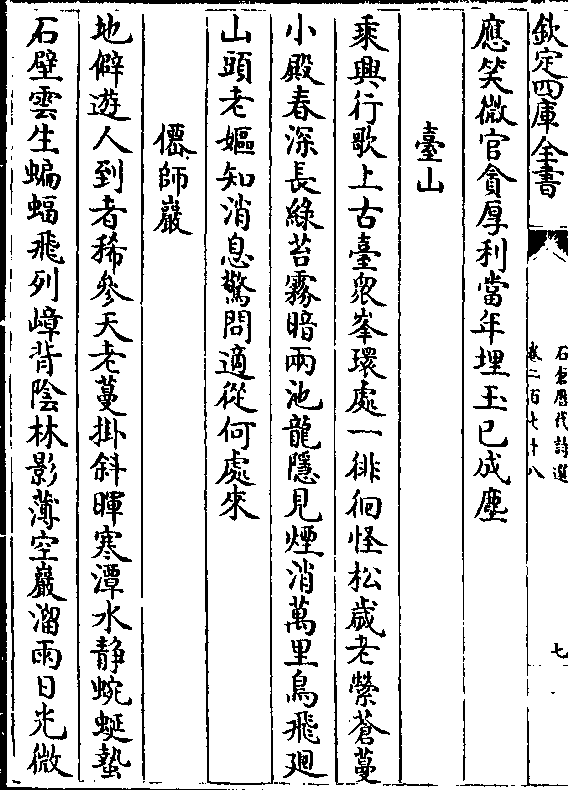 欽定四庫全書
石倉歷代詩選
卷二百七十八
七
應笑微官貪厚利當年埋玉已成塵
臺山
乘興行歌上古臺衆峯環處一徘徊怪松歲老縈蒼蔓
小殿春深長綠苔霧暗兩池龍隱見煙消萬里鳥飛廻
山頭老嫗知消息驚問適從何處來
僊師巖
地僻遊人到者稀參天老蔓掛斜暉寒潭水静蜿蜒蟄
石壁雲生蝙蝠飛列嶂背陰林影薄空巖溜雨日光微